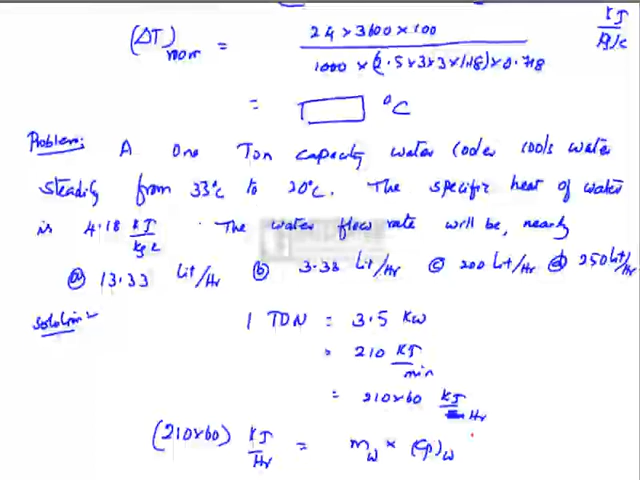 (ΔT)room = 24 × 3600 × 100 / 1000 × (2.5×3×3×1.18) × 0.718 KJ/kg/c
= °C
Problem: A One Ton capacity water Cooler cools water
steadily from 33°c to 20°c. The specific heat of water
is 4.18 KJ/kg k . The water flow rate will be, nearly
(a) 13.33 Lit/Hr (b) 3.33 Lit/Hr (c) 200 Lit/Hr (d) 250 Lit/Hr
Solution:- 1 TON = 3.5 KW
= 210 KJ/min
= 210×60 KJ/Hr
(210×60) KJ/Hr = mw × (Cp)w